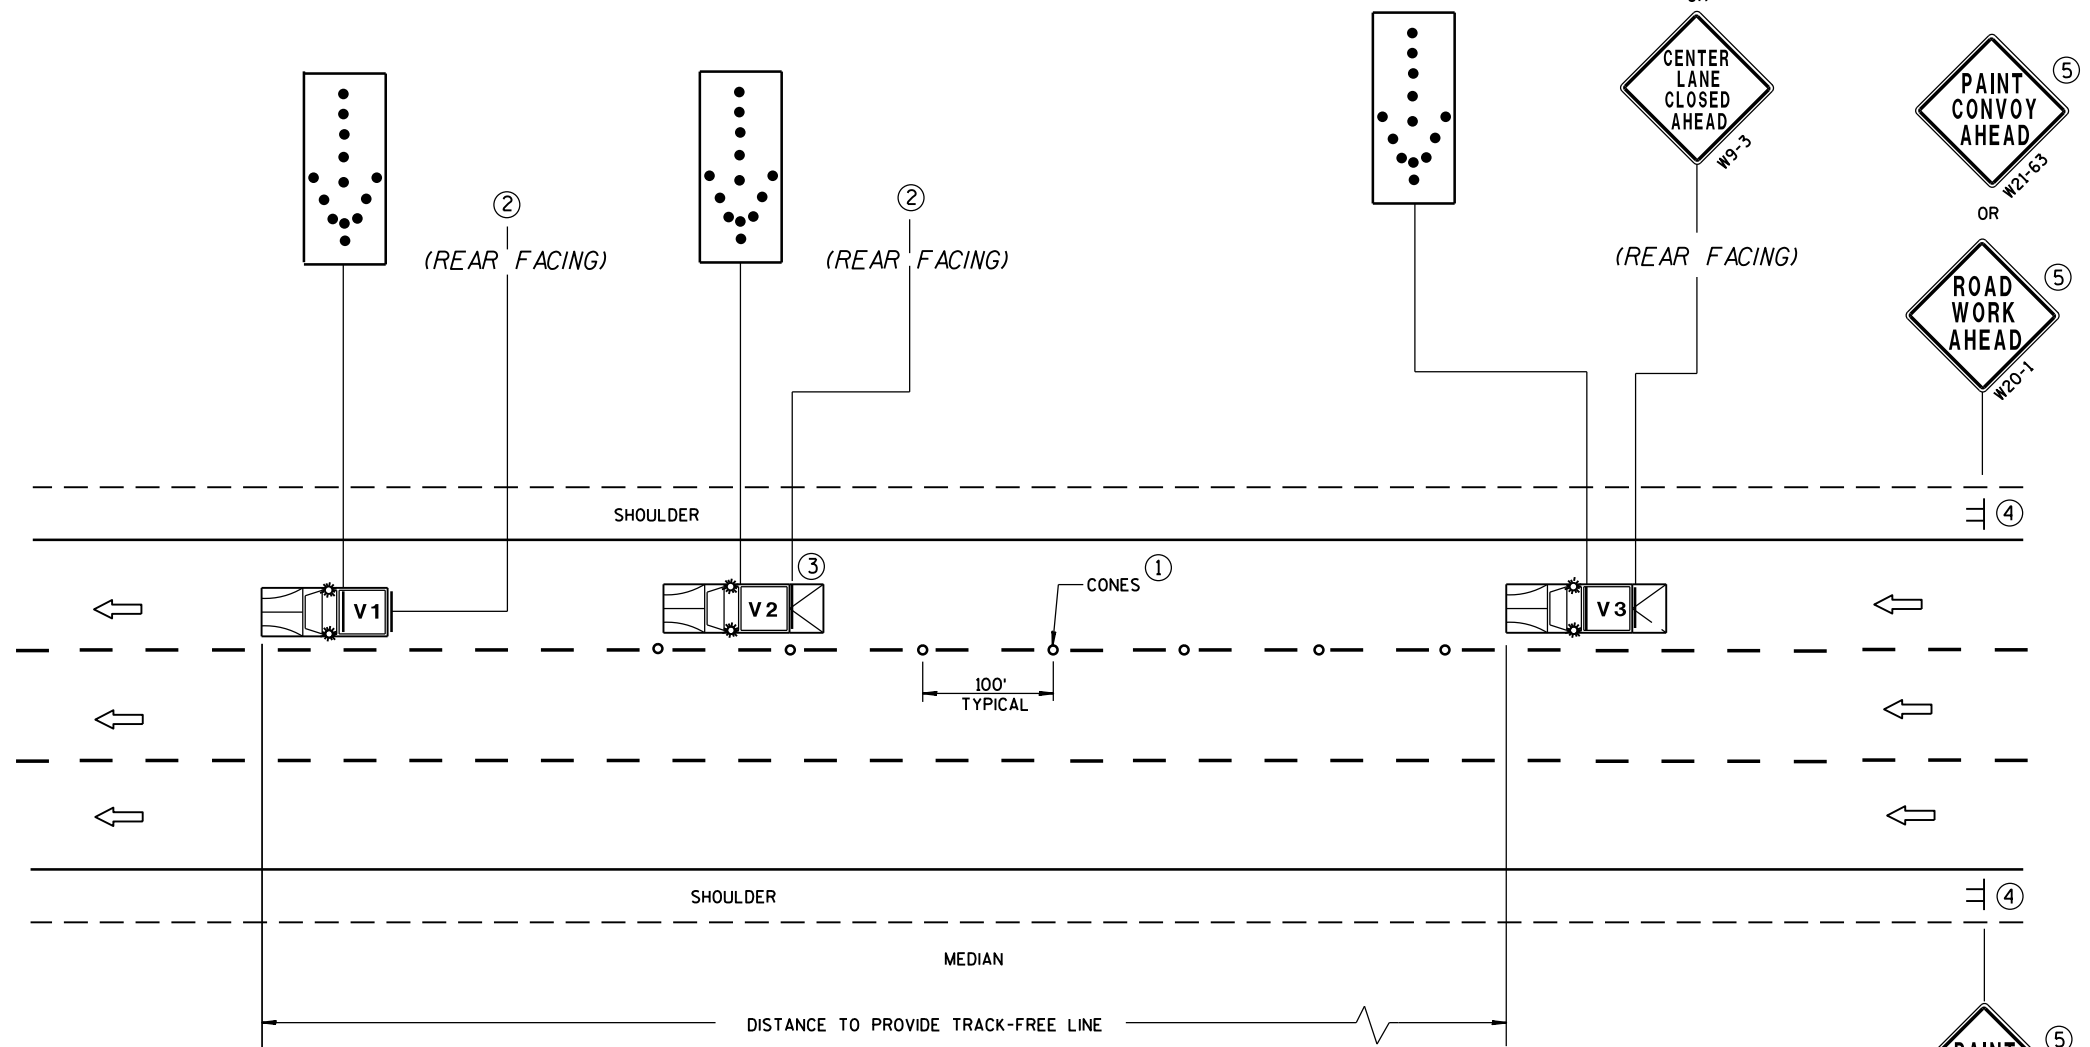 OR
CENTER
LANE
CLOSED
AHEAD
W9-3
PAINT
CONVOY
AHEAD
W21-63
5
OR
ROAD
WORK
AHEAD
W20-1
5
2
(REAR FACING)
2
(REAR FACING)
(REAR FACING)
SHOULDER
4
V1
V2
3
CONES
1
V3
100'
TYPICAL
SHOULDER
4
MEDIAN
DISTANCE TO PROVIDE TRACK-FREE LINE
PAINT
5